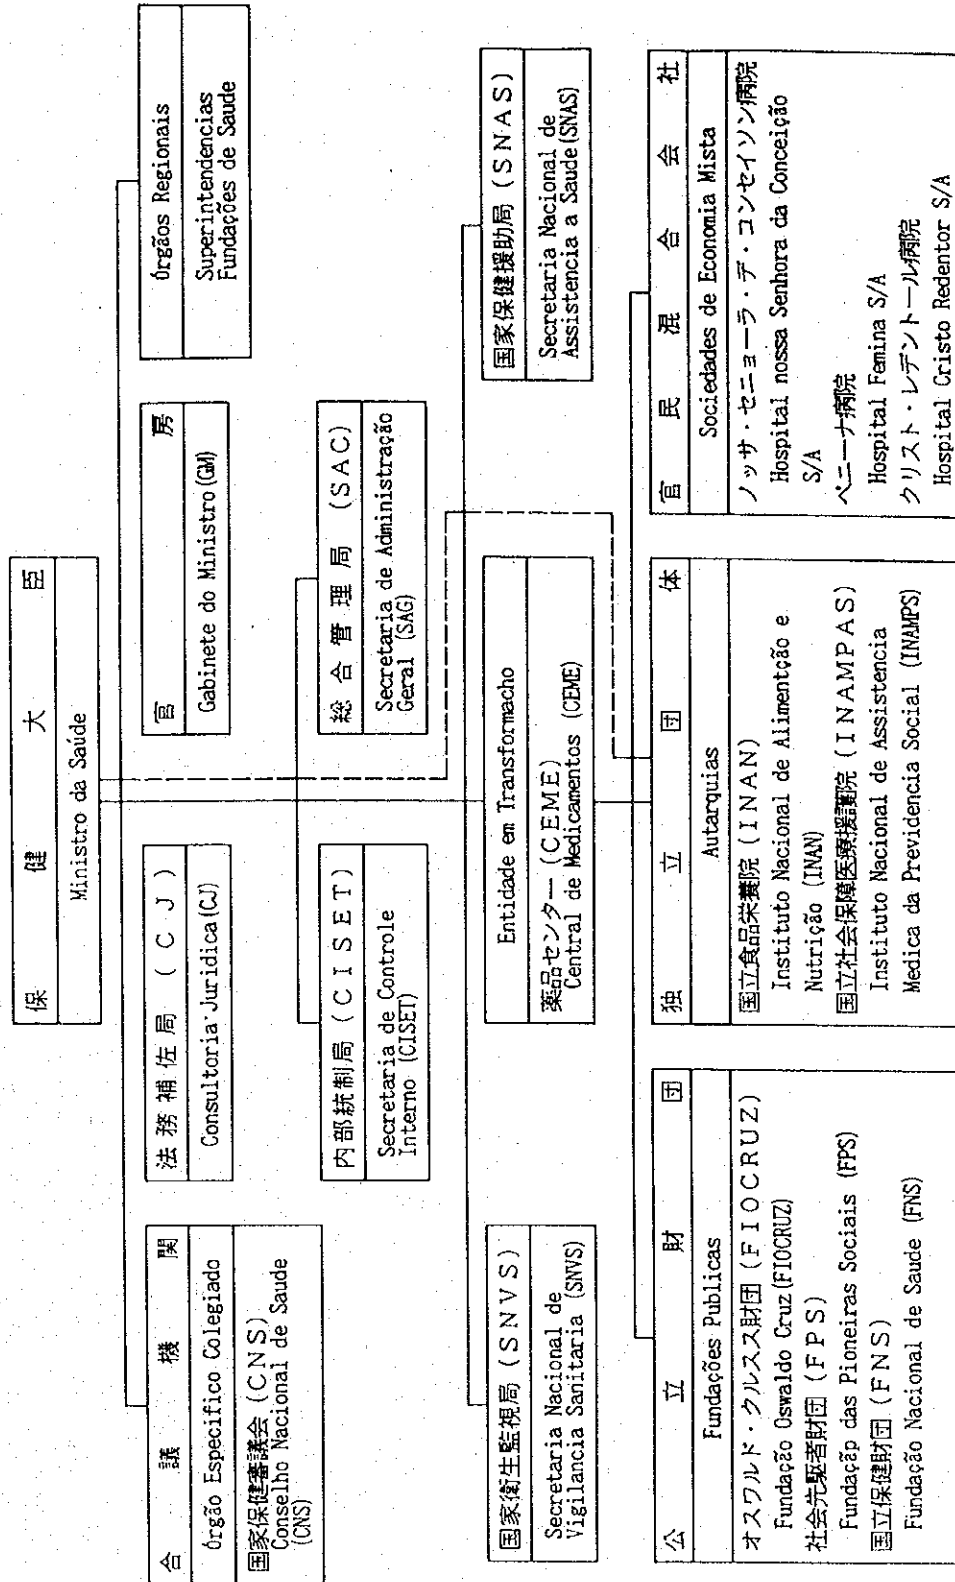 保健大臣
Ministro da Saúde
合議機関
Órgão Especifico Colegiado
国家保健審議会（ＣＮＳ）
Conselho Nacional de Saude
(CNS)
法務補佐局（ＣＪ）
Consultoria Juridica(CJ)
官房
Gabinete do Ministro(GM)
Órgãos Regionais
Superintendencias
Fundações de Saude
内部統制局（ＣＩＳＥＴ）
Secretaria de Controle
Interno (CISET)
総合管理局（ＳＡＣ）
Secretaria de Administração
Geral (SAG)
国家衛生監視局（ＳＮＶＳ）
Secretaria Nacional de
Vigilancia Sanitaria (SNVS)
Entidade em Transformacho
薬品センター（ＣＥＭＥ）
Central de Medicamentos (CEME)
国家保健援助局（ＳＮＡＳ）
Secretaria Nacional de
Assistencia a Saude(SNAS)
公立財団
Fundações Publicas
オスワルド・クルスス財団（ＦＩＯＣＲＵＺ）
Fundação Oswaldo Cruz(FIOCRUZ)
社会先駆者財団（ＦＰＳ）
Fundaçãp das Pioneiras Sociais (FPS)
国立保健財団（ＦＮＳ）
Fundação Nacional de Saude (FNS)
独立団体
Autarquias
国立食品栄養院（ＩＮＡＮ）
Instituto Nacional de Alimentção e
Nutrição (INAN)
国立社会保障医療援護院（ＩＮＡＭＰＡＳ）
Instituto Nacional de Assistencia
Medica da Previdencia Social (INAMPS)
官民混合会社
Sociedades de Economia Mista
ノッサ・セニョーラ・デ・コンセイソン病院
Hospital nossa Senhora da Conceição
S/A
ペニーナ病院
Hospital Femina S/A
クリスト・レデントール病院
Hospital Cristo Redentor S/A